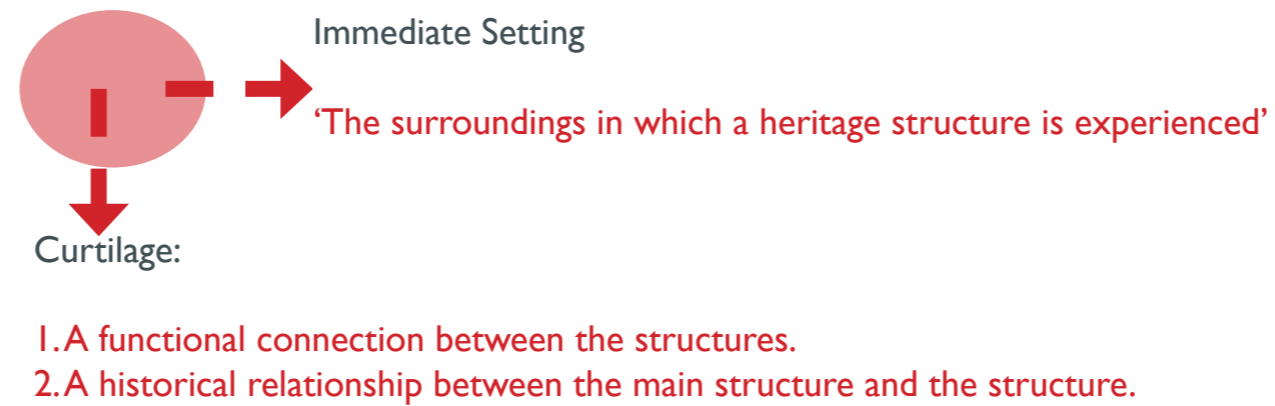 Immediate Setting
‘The surroundings in which a heritage structure is experienced’
Curtilage:
1. A functional connection between the structures.
2. A historical relationship between the main structure and the structure.